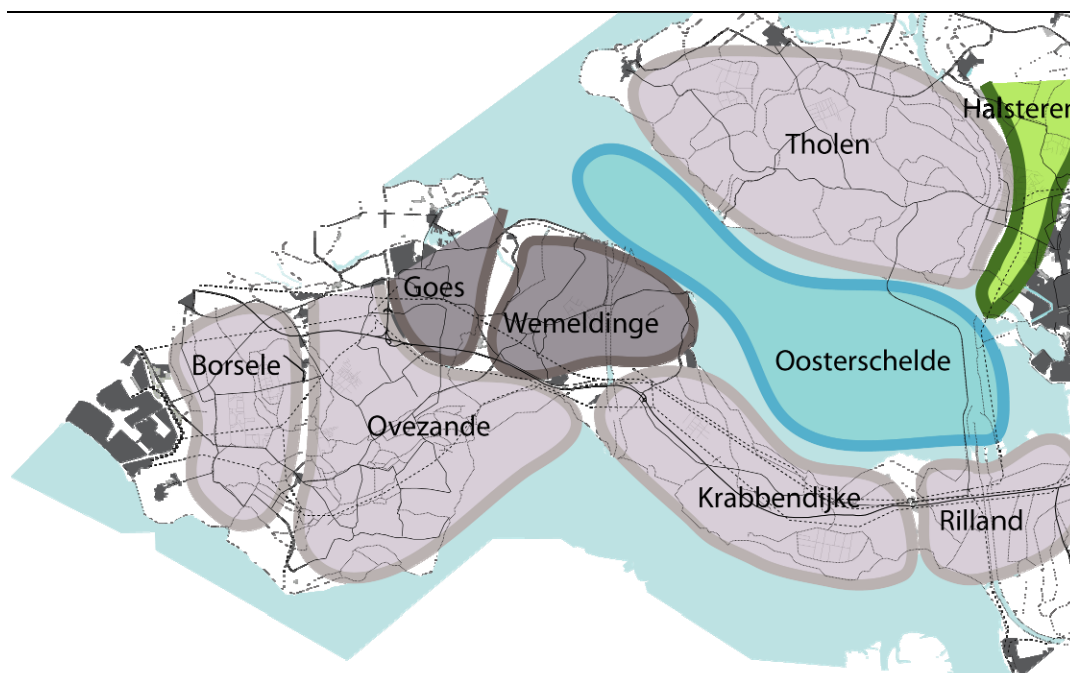 Halsteren
Tholen
Goes
Wemeldinge
Borsele
Oosterschelde
Ovezande
Krabbendijke
Rilland